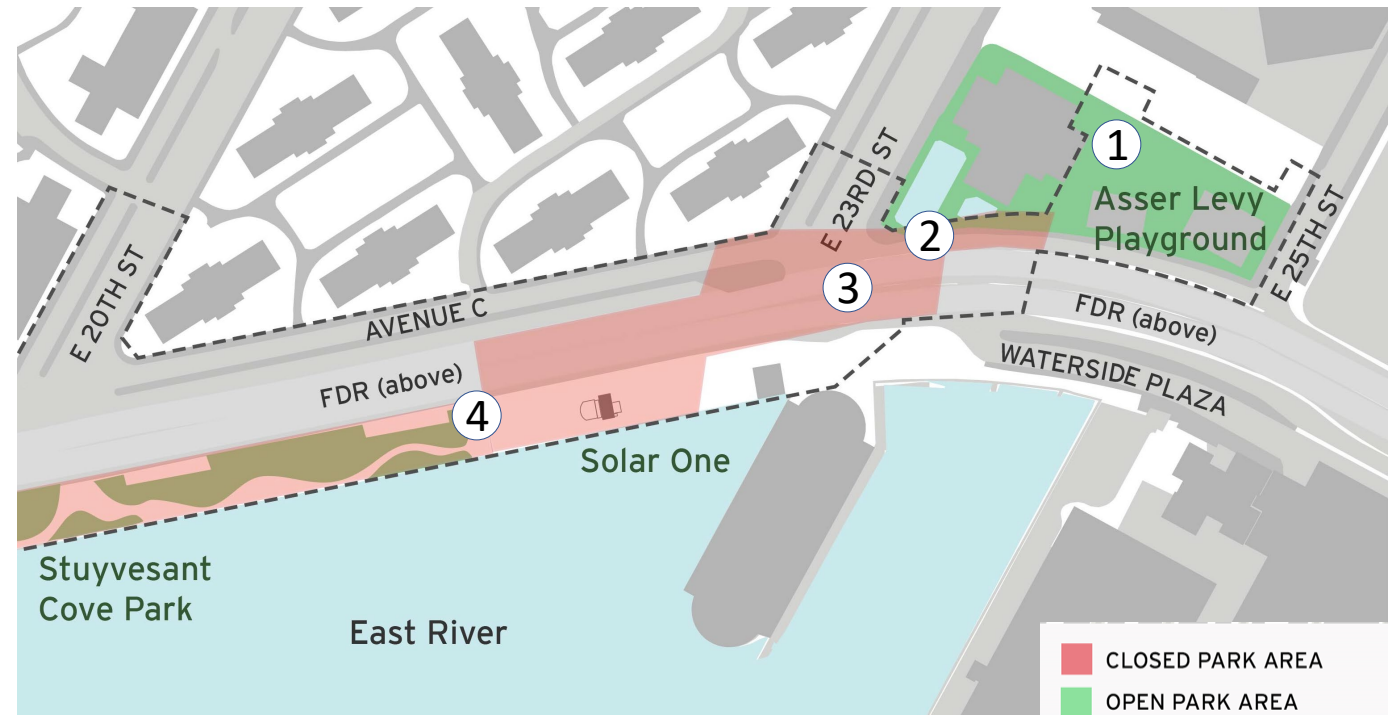 1
Asser Levy
Playground
E 23RD ST
2
E 25TH ST
3
E 20TH ST
AVENUE C
FDR (above)
FDR (above)
WATERSIDE PLAZA
4
Solar One
Stuyvesant
Cove Park
East River
CLOSED PARK AREA
OPEN PARK AREA